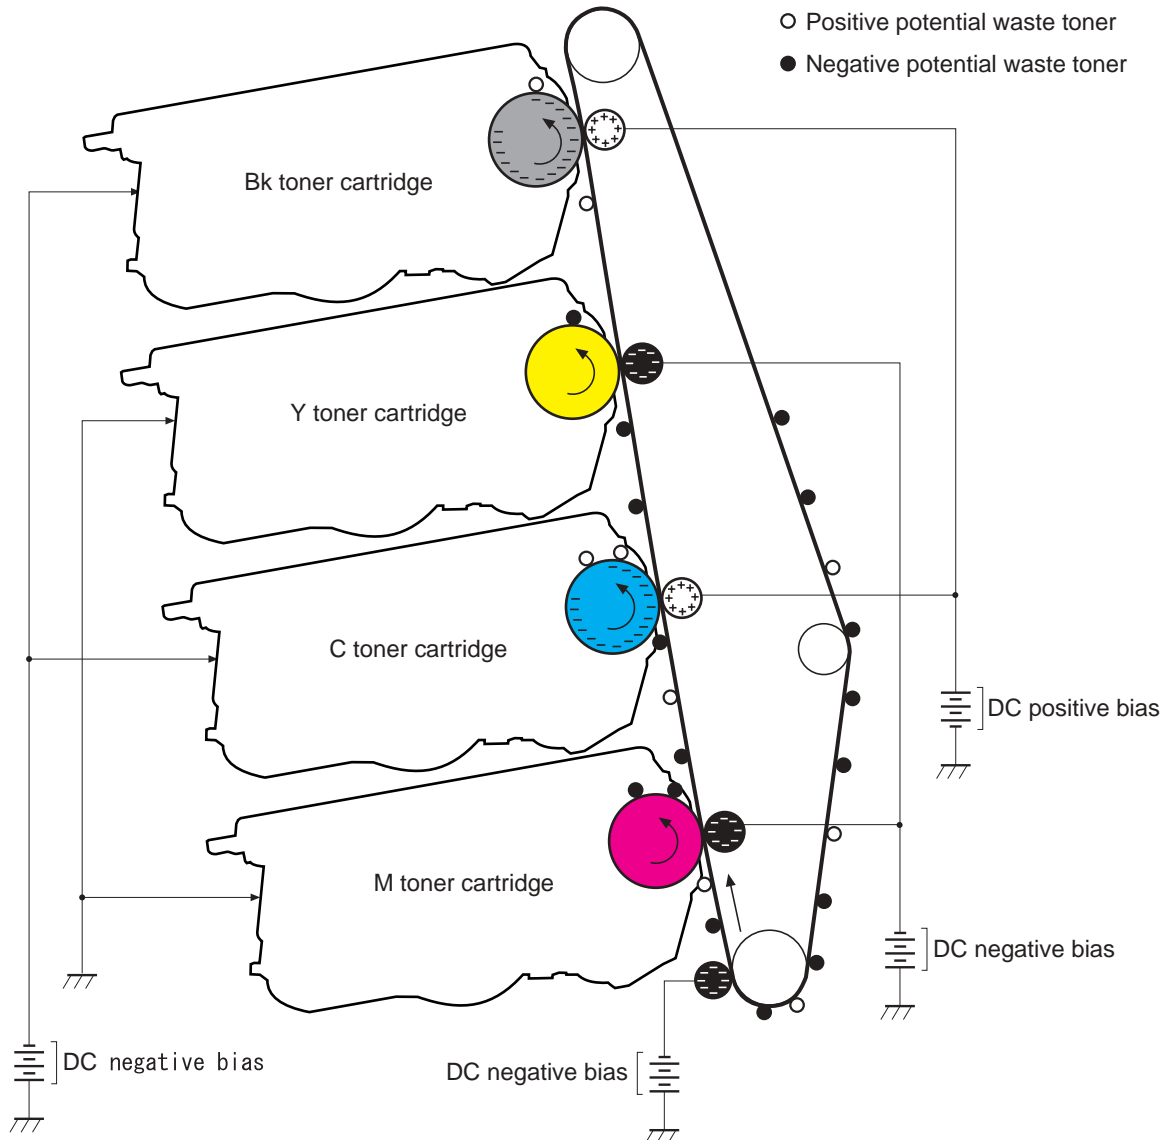 Positive potential waste toner
Negative potential waste toner
Bk toner cartridge
Y toner cartridge
C toner cartridge
DC positive bias
M toner cartridge
DC negative bias
DC negative bias
DC negative bias